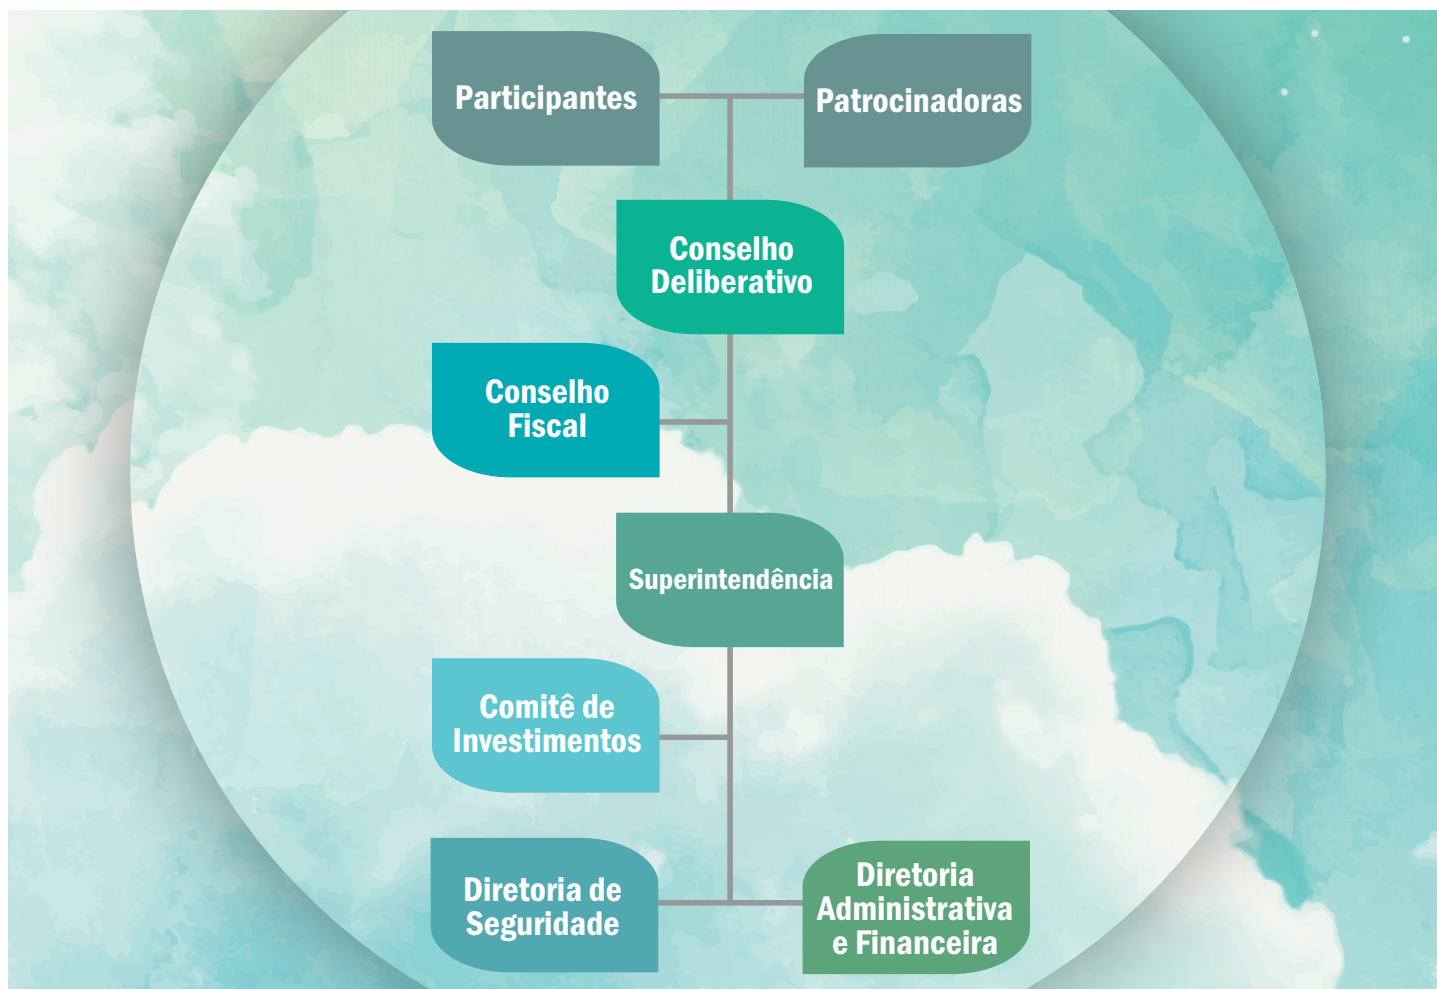 Participantes
Patrocinadoras
Conselho
Deliberativo
Conselho
Fiscal
Superintendência
Comitê de
Investimentos
Diretoria de
Seguridade
Diretoria
Administrativa
e Financeira